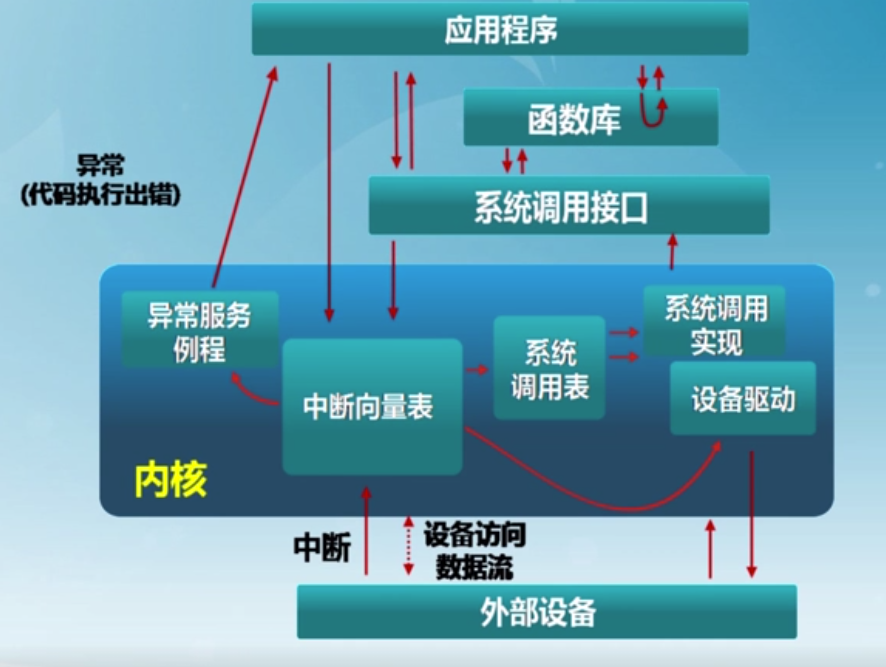 应用程序
函数库
异常
(代码执行出错)
系统调用接口
异常服务
例程
中断向量表
系统
调用表
系统调用
实现
设备驱动
内核
中断
设备访问
数据流
外部设备